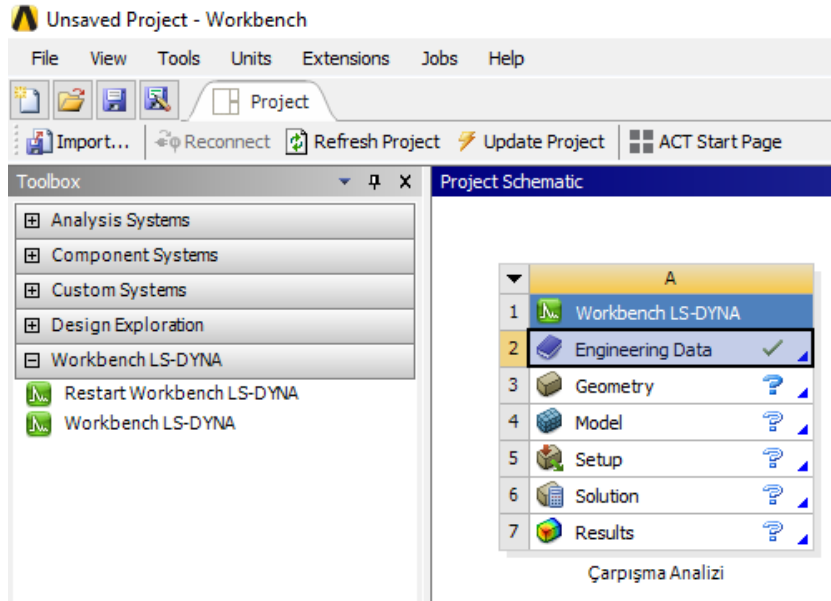 Unsaved Project - Workbench
File View Tools Units Extensions Jobs Help
Project
Import... Reconnect Refresh Project Update Project ACT Start Page
Toolbox
Project Schematic
Analysis Systems
Component Systems
Custom Systems
Design Exploration
Workbench LS-DYNA
Restart Workbench LS-DYNA
Workbench LS-DYNA
A
1 Workbench LS-DYNA
2 Engineering Data
3 Geometry
4 Model
5 Setup
6 Solution
7 Results
Çarpışma Analizi